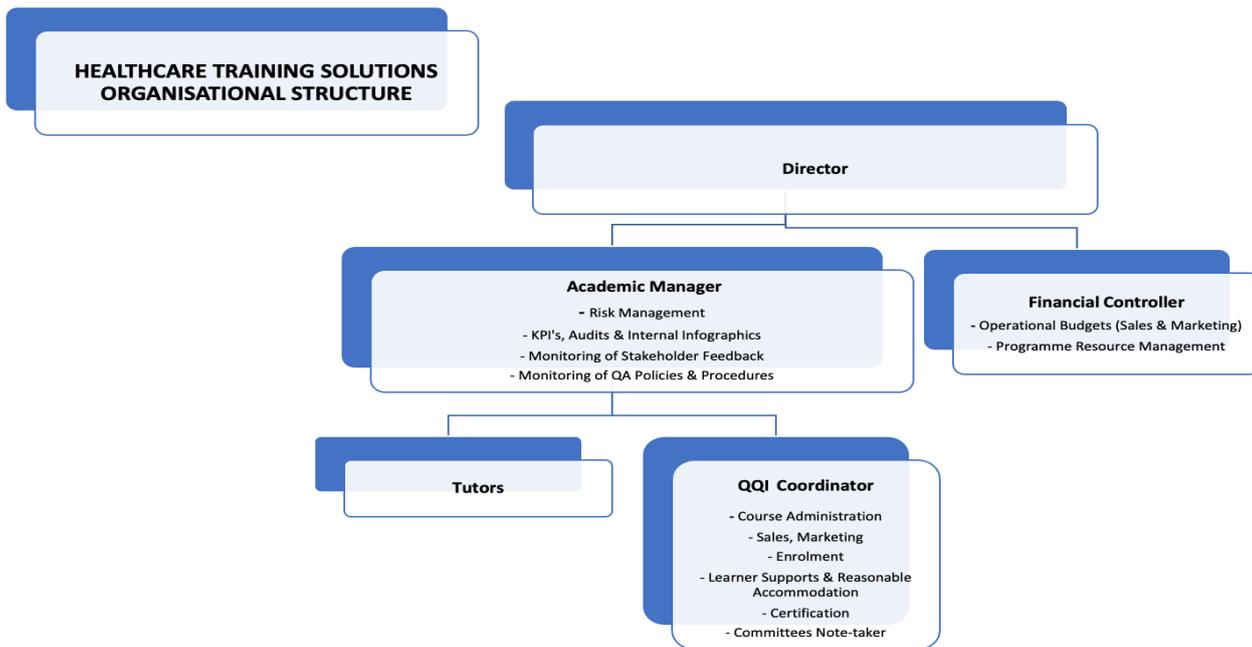 HEALTHCARE TRAINING SOLUTIONS
ORGANISATIONAL STRUCTURE
Director
Academic Manager
- Risk Management
- KPI's, Audits & Internal Infographics
- Monitoring of Stakeholder Feedback
- Monitoring of QA Policies & Procedures
Financial Controller
- Operational Budgets (Sales & Marketing)
- Programme Resource Management
Tutors
QQI Coordinator
- Course Administration
- Sales, Marketing
- Enrolment
- Learner Supports & Reasonable
Accommodation
- Certification
- Committees Note-taker